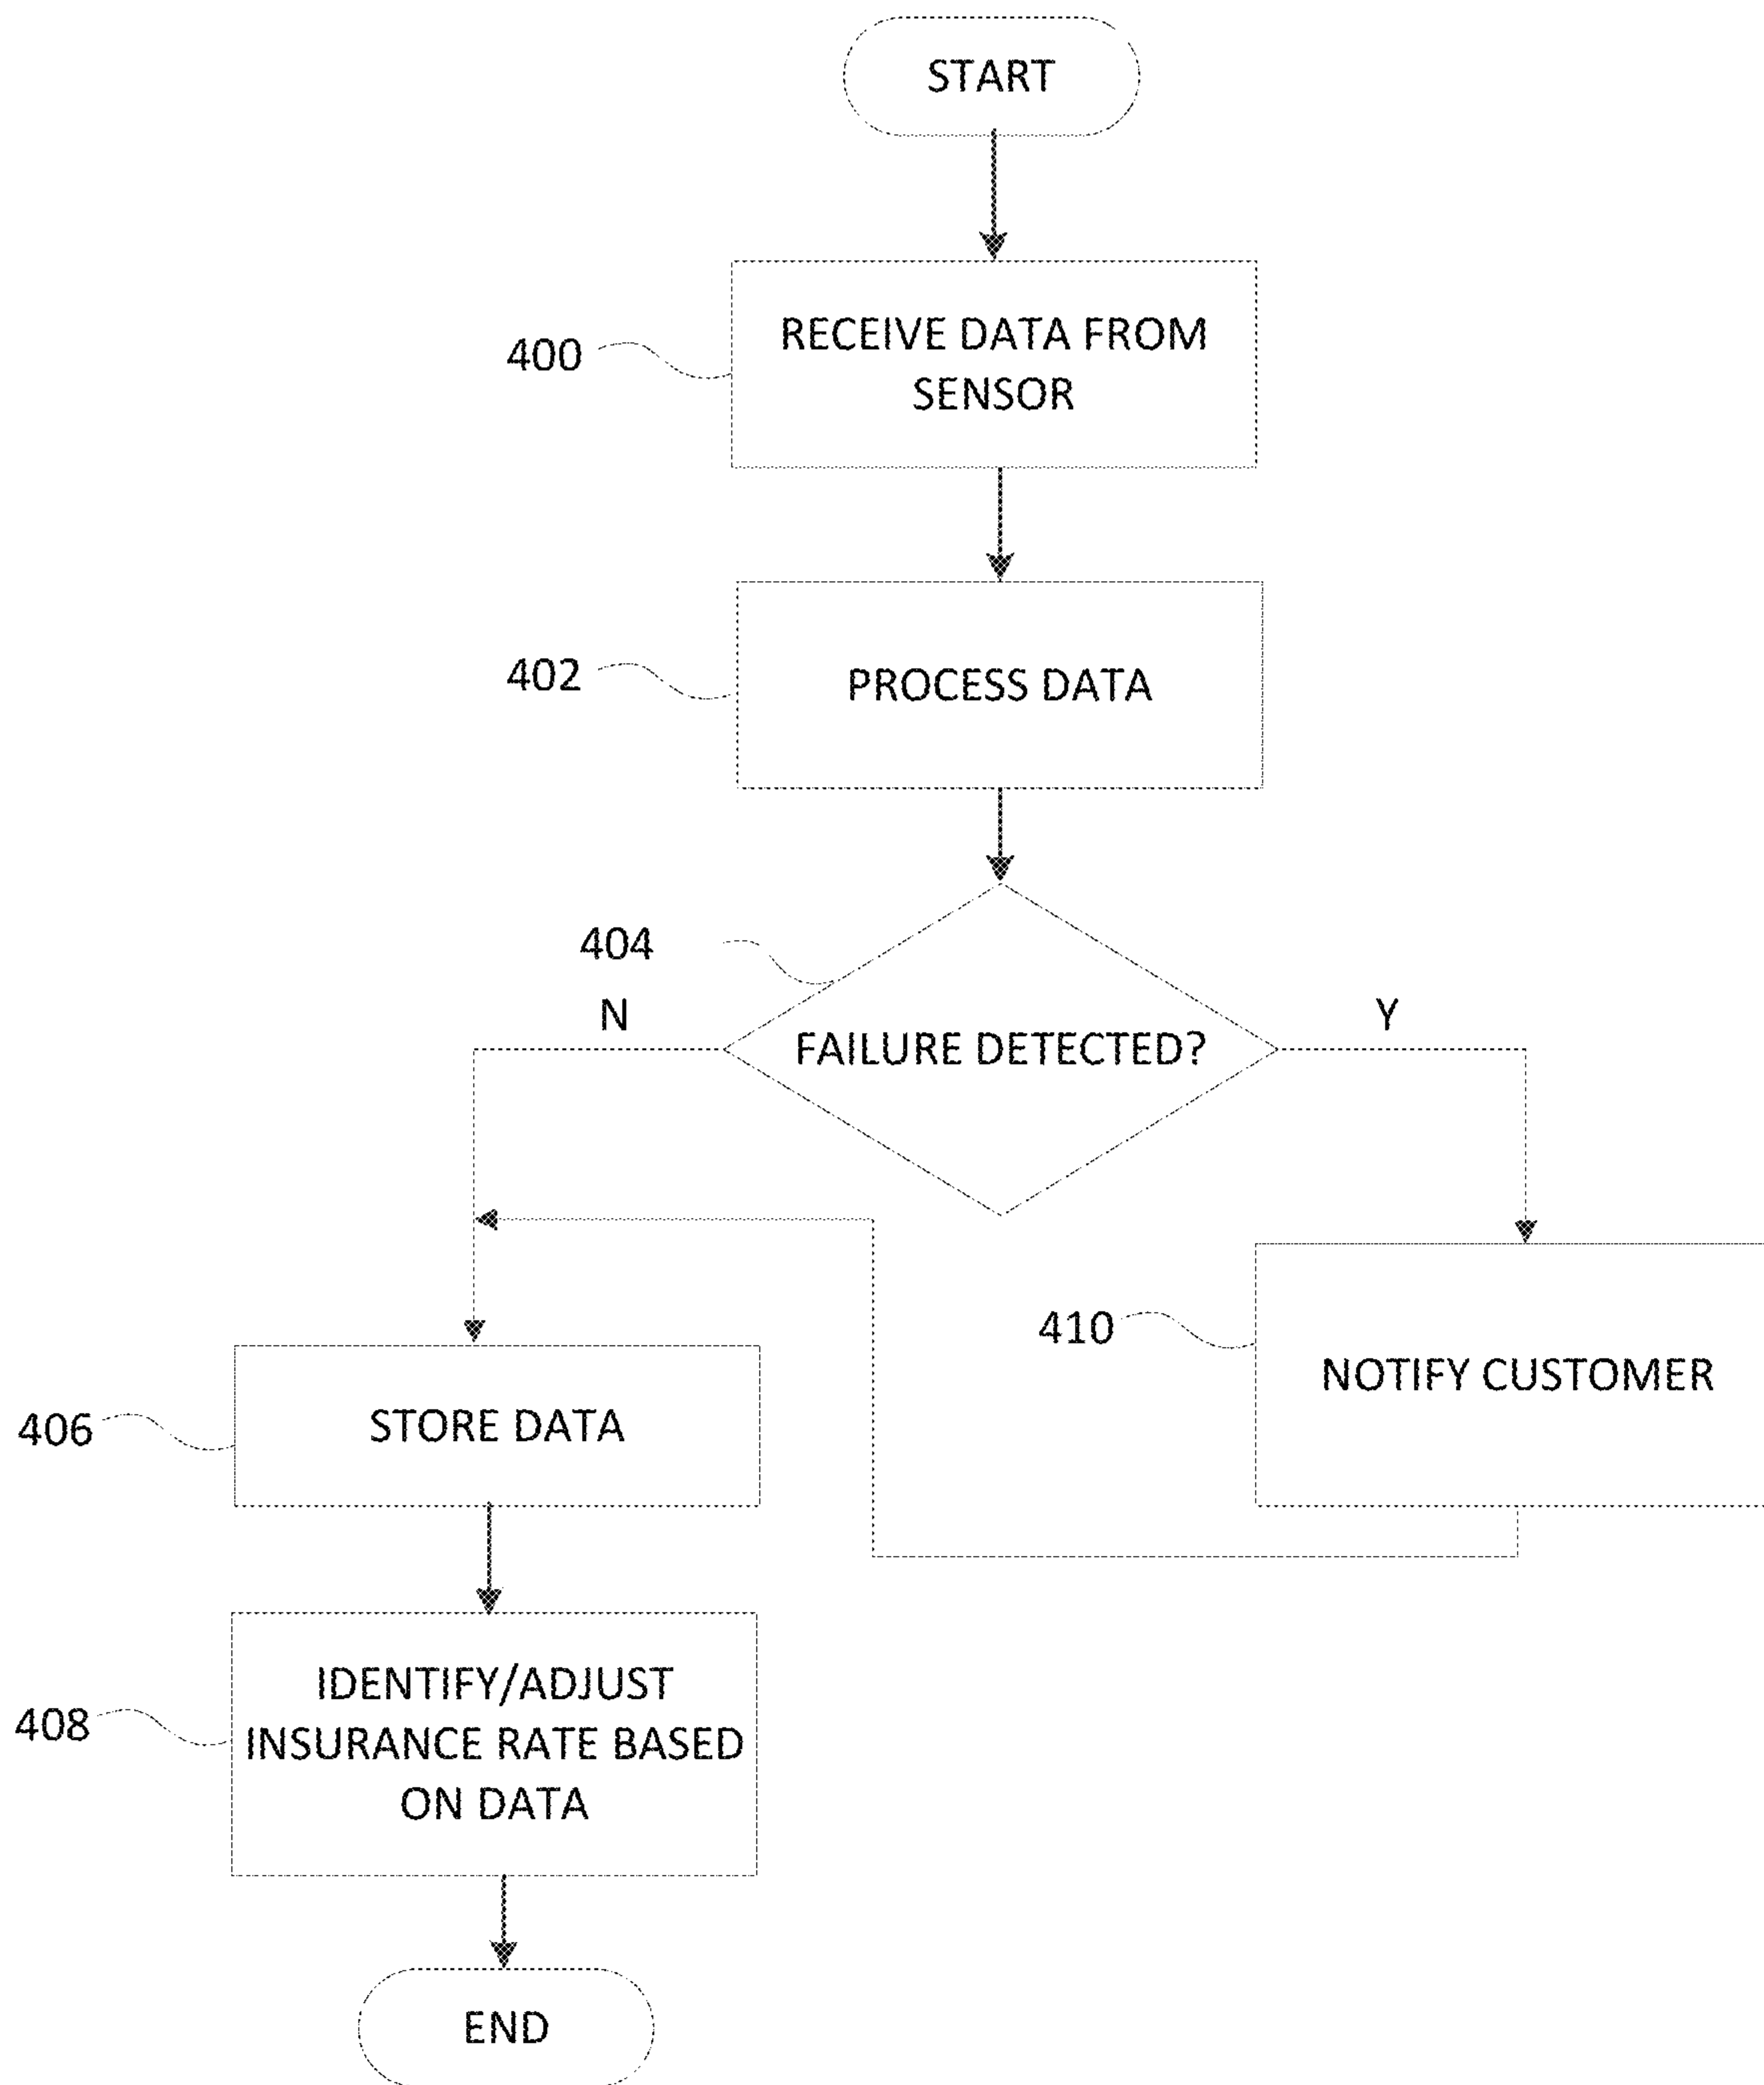 START
400
RECEIVE DATA FROM
SENSOR
402
PROCESS DATA
404
N
Y
FAILURE DETECTED?
410
NOTIFY CUSTOMER
406
STORE DATA
408
IDENTIFY/ADJUST
INSURANCE RATE BASED
ON DATA
END